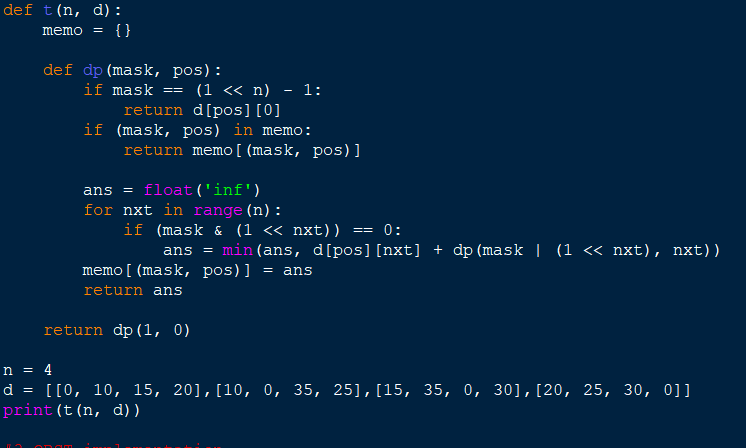 def t(n, d):
    memo = {}

    def dp(mask, pos):
        if mask == (1 << n) - 1:
            return d[pos][0]
        if (mask, pos) in memo:
            return memo[(mask, pos)]

        ans = float('inf')
        for nxt in range(n):
            if (mask & (1 << nxt)) == 0:
                ans = min(ans, d[pos][nxt] + dp(mask | (1 << nxt), nxt))
        memo[(mask, pos)] = ans
        return ans

    return dp(1, 0)

n = 4
d = [[0, 10, 15, 20],[10, 0, 35, 25],[15, 35, 0, 30],[20, 25, 30, 0]]
print(t(n, d))